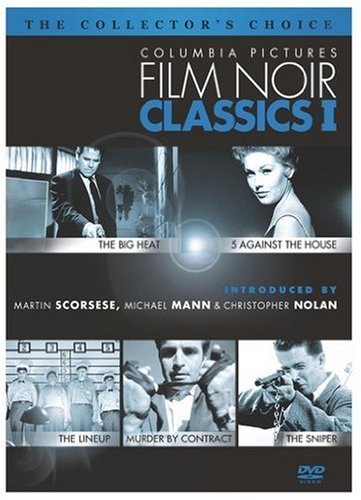 THE COLLECTOR'S CHOICE
COLUMBIA PICTURES
FILM NOIR
CLASSICS I
THE BIG HEAT
5 AGAINST THE HOUSE
INTRODUCED BY
MARTIN SCORSESE, MICHAEL MANN & CHRISTOPHER NOLAN
THE LINEUP
MURDER BY CONTRACT
THE SNIPER
DVD
VIDEO